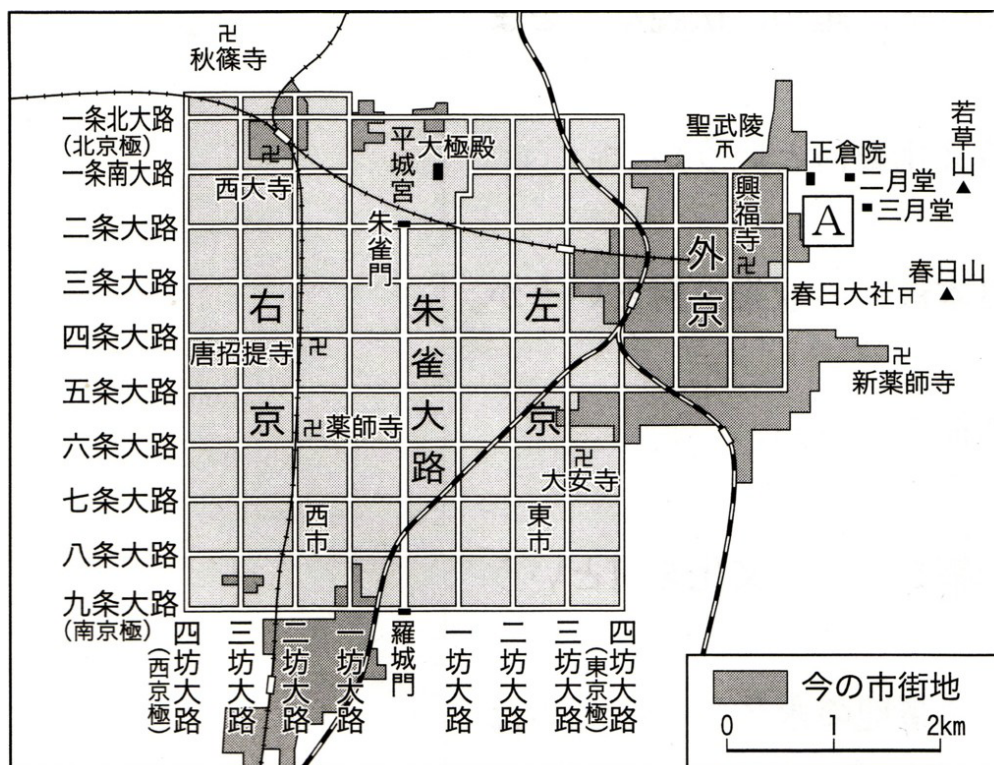 卍
秋篠寺
一条北大路
(北京極)
一条南大路
二条大路
三条大路
四条大路
五条大路
六条大路
七条大路
八条大路
九条大路
(南京極)
卍
西大寺
平城宮
大極殿
朱雀門
聖武陵
正倉院
二月堂
三月堂
若草山
A
興福寺
卍
春日大社
春日山
外京
右京
朱雀大路
左京
唐招提寺
卍
卍薬師寺
卍
新薬師寺
卍
大安寺
西市
東市
羅城門
四坊大路
(西京極)
三坊大路
二坊大路
一坊大路
一坊大路
二坊大路
三坊大路
四坊大路
(東京極)
今の市街地
0 1 2km